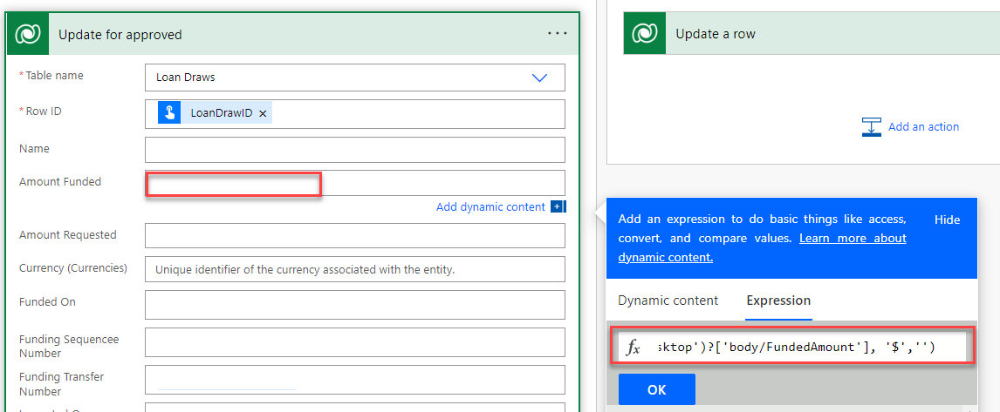 Update for approved
...
* Table name
Loan Draws
* Row ID
LoanDrawID ×
Name
Amount Funded
Add dynamic content +
Amount Requested
Currency (Currencies)
Unique identifier of the currency associated with the entity.
Funded On
Funding Sequencee
Number
Funding Transfer
Number
Update a row
Add an action
Add an expression to do basic things like access,
convert, and compare values. Learn more about
dynamic content.
Hide
Dynamic content
Expression
fx sktop')?['body/FundedAmount'], '$','')
OK